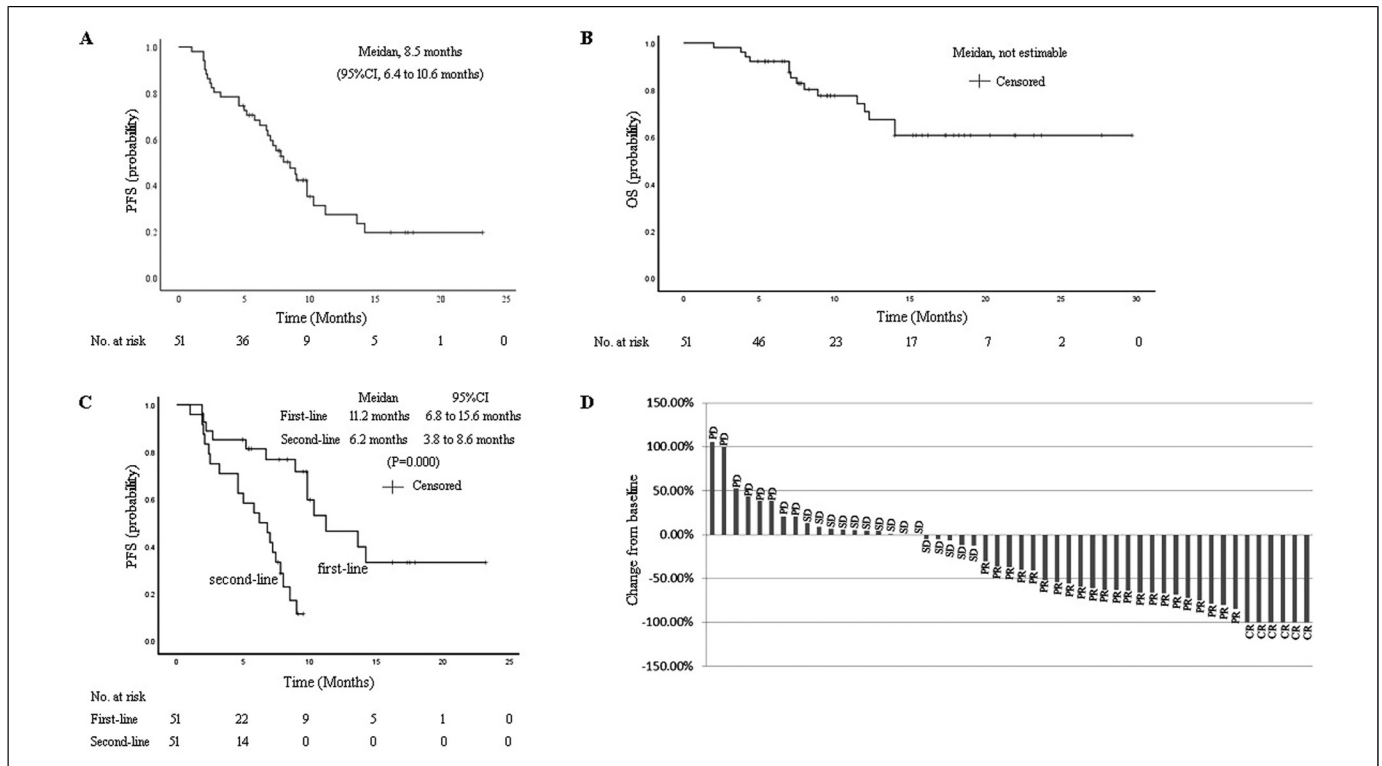 A
Meidan, 8.5 months
(95%CI, 6.4 to 10.6 months)
PFS (probability)
1.0
0.8
0.6
0.4
0.2
0.0
0 5 10 15 20 25
Time (Months)
No. at risk 51 36 9 5 1 0
B
Meidan, not estimable
Censored
OS (probability)
1.0
0.8
0.6
0.4
0.2
0.0
0 5 10 15 20 25 30
Time (Months)
No. at risk 51 46 23 17 7 2 0
C
Meidan 95%CI
First-line 11.2 months 6.8 to 15.6 months
Second-line 6.2 months 3.8 to 8.6 months
(P=0.000)
Censored
PFS (probability)
1.0
0.8
0.6
0.4
0.2
0.0
first-line
second-line
0 5 10 15 20 25
Time (Months)
No. at risk
First-line 51 22 9 5 1 0
Second-line 51 14 0 0 0 0
D
Change from baseline
150.00%
100.00%
50.00%
0.00%
-50.00%
-100.00%
-150.00%
PD PD PD PD PD PD PD PD SD SD SD SD SD SD SD SD SD SD SD SD SD SD SD PR PR PR PR PR PR PR PR PR PR PR PR PR PR PR PR PR PR PR PR PR PR CR CR CR CR CR CR